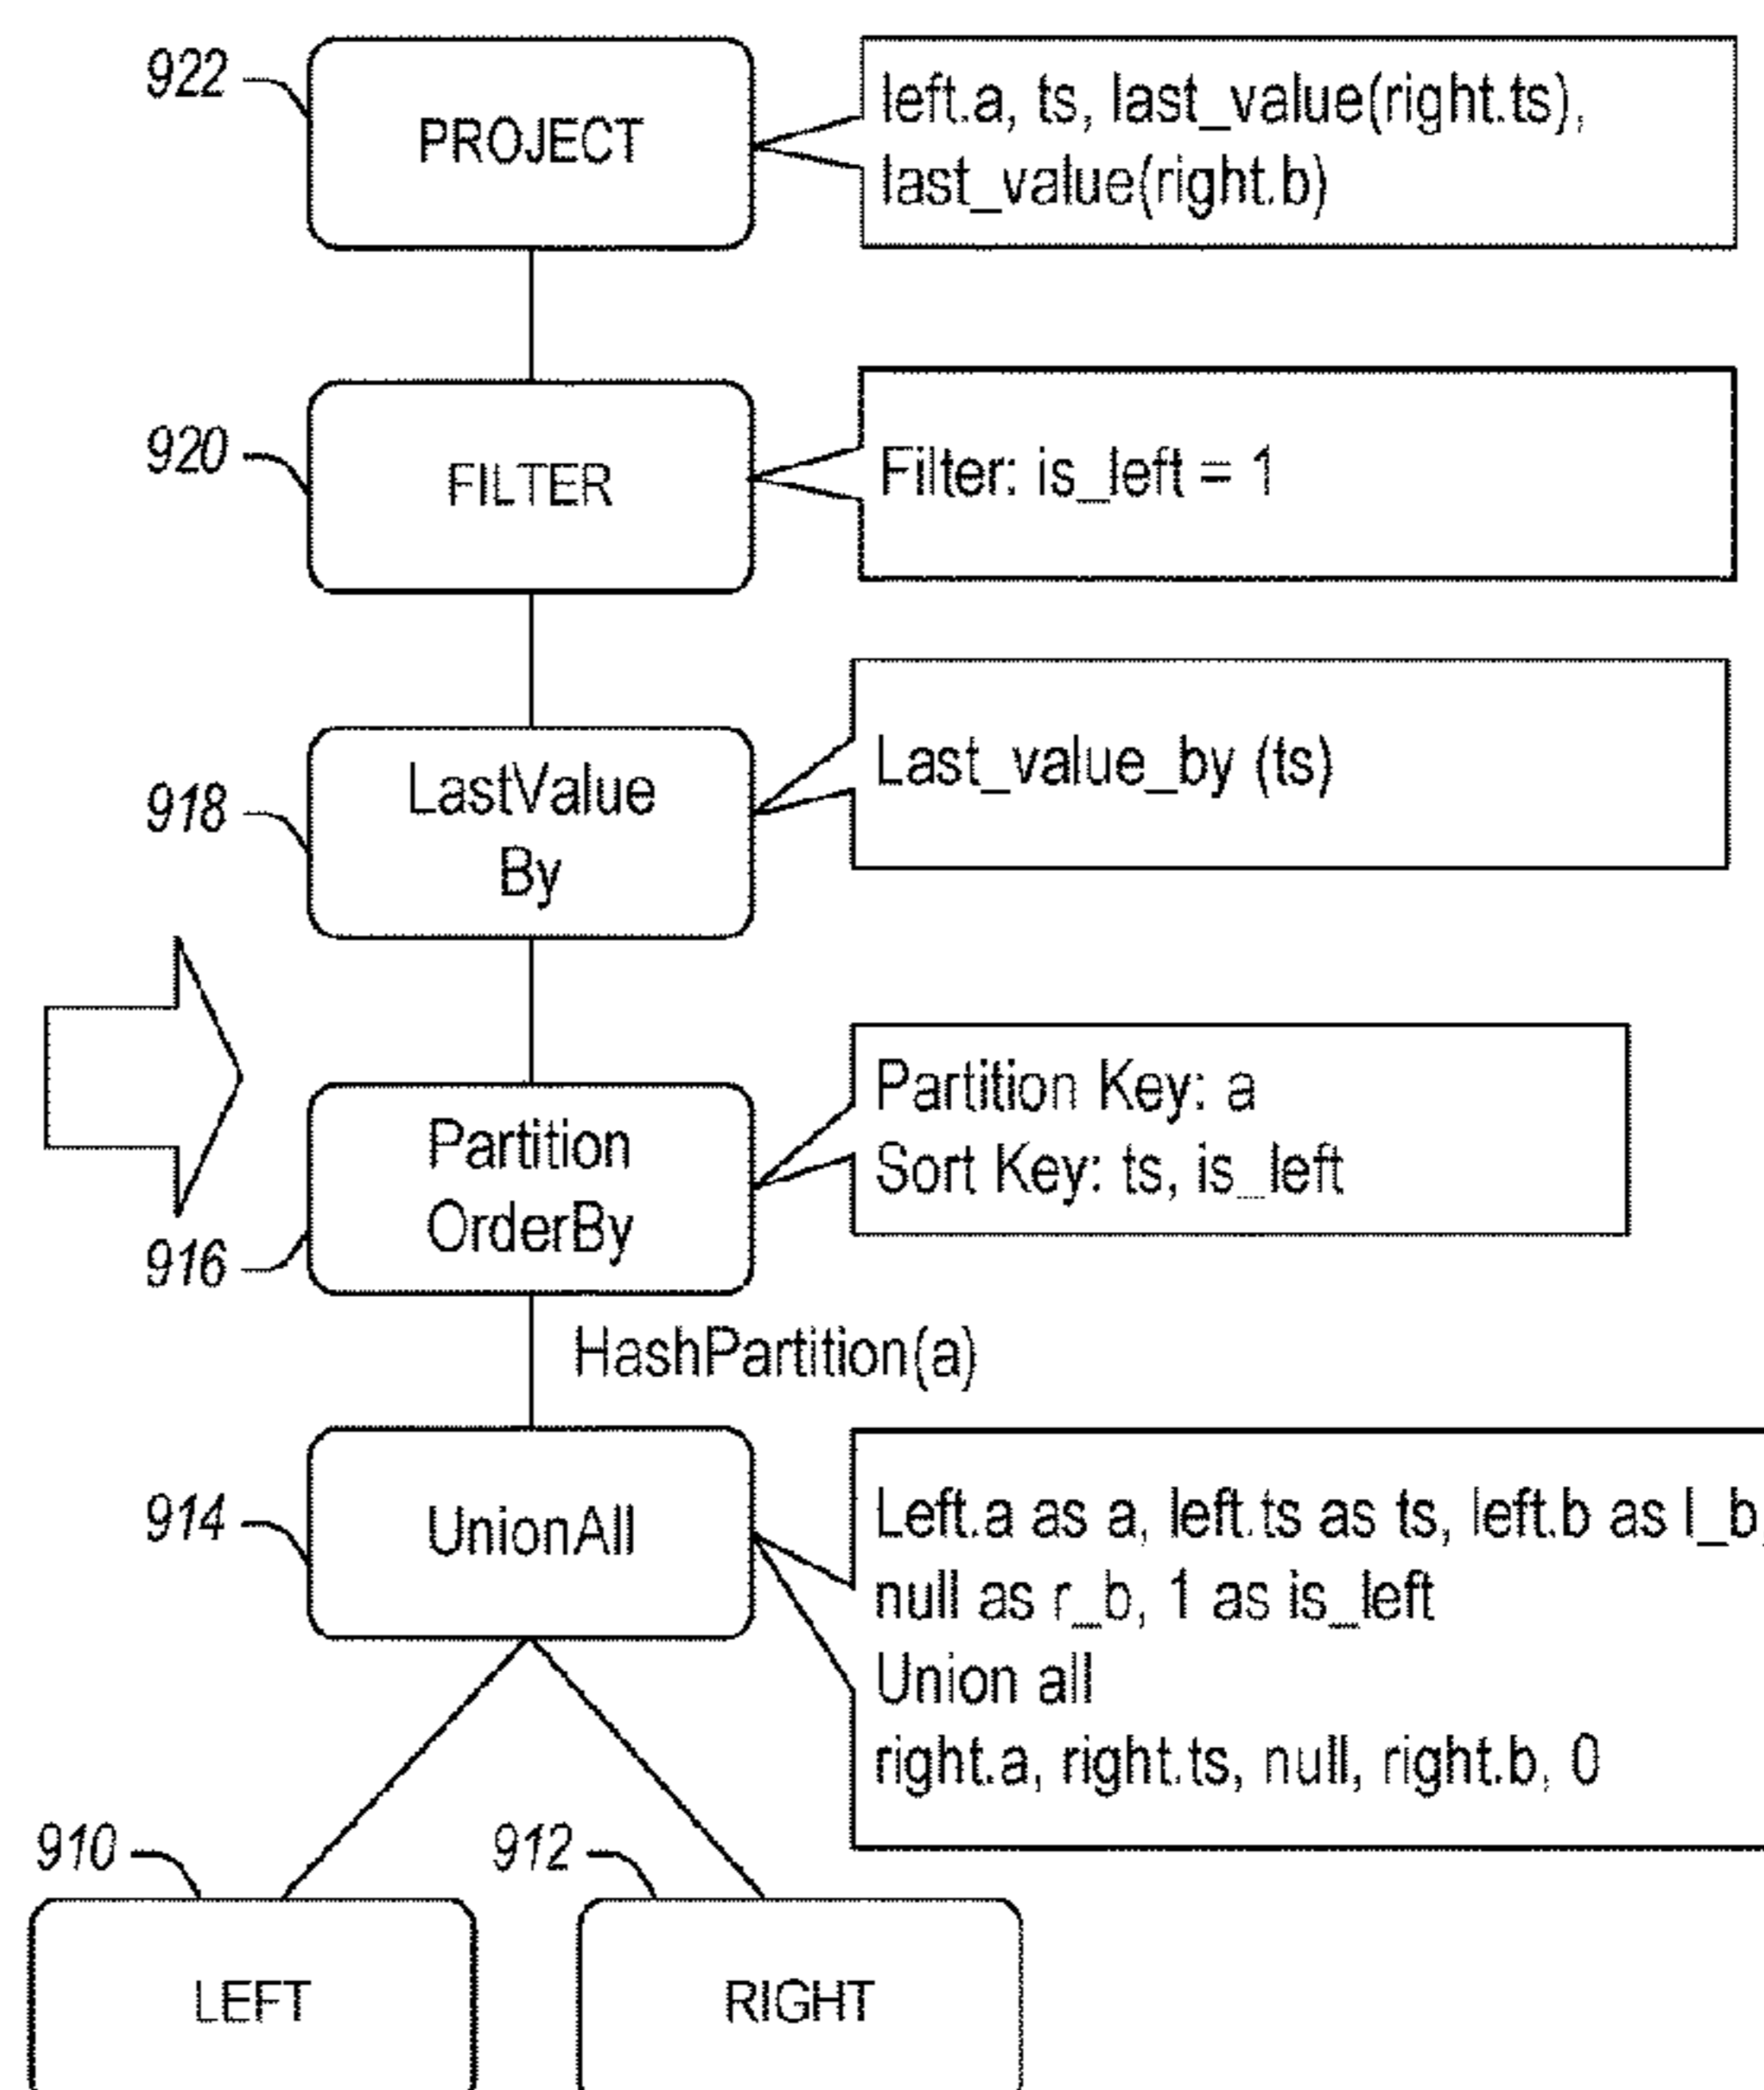 922
PROJECT
left.a, ts, last_value(right.ts),
last_value(right.b)
920
FILTER
Filter: is_left = 1
918
LastValue
By
Last_value_by (ts)
916
Partition
OrderBy
Partition Key: a
Sort Key: ts, is_left
HashPartition(a)
914
UnionAll
Left.a as a, left.ts as ts, left.b as l_b,
null as r_b, 1 as is_left
Union all
right.a, right.ts, null, right.b, 0
910
LEFT
912
RIGHT